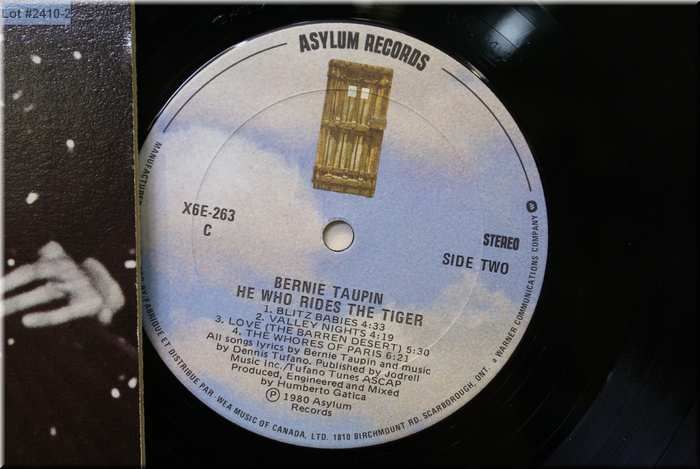 Lot #2410-2
ASYLUM RECORDS
X6E-263
C
STEREO
SIDE TWO
BERNIE TAUPIN
HE WHO RIDES THE TIGER
1. BLITZ BABIES 4:33
2. VALLEY NIGHTS 4:19
3. LOVE (THE BARREN DESERT) 5:30
4. THE WHORES OF PARIS 6:21
All songs lyrics by Bernie Taupin and music
by Dennis Tufano. Published by Jodrell
Music Inc./Tufano Tunes ASCAP
Produced, Engineered and Mixed
by Humberto Gatica
Ⓟ 1980 Asylum
Records
BY/FABRIQUE ET DISTRIBUE PAR-WEA MUSIC OF CANADA, LTD. 1810 BIRCHMOUNT RD. SCARBOROUGH, ONT. a WARNER COMMUNICATIONS COMPANY